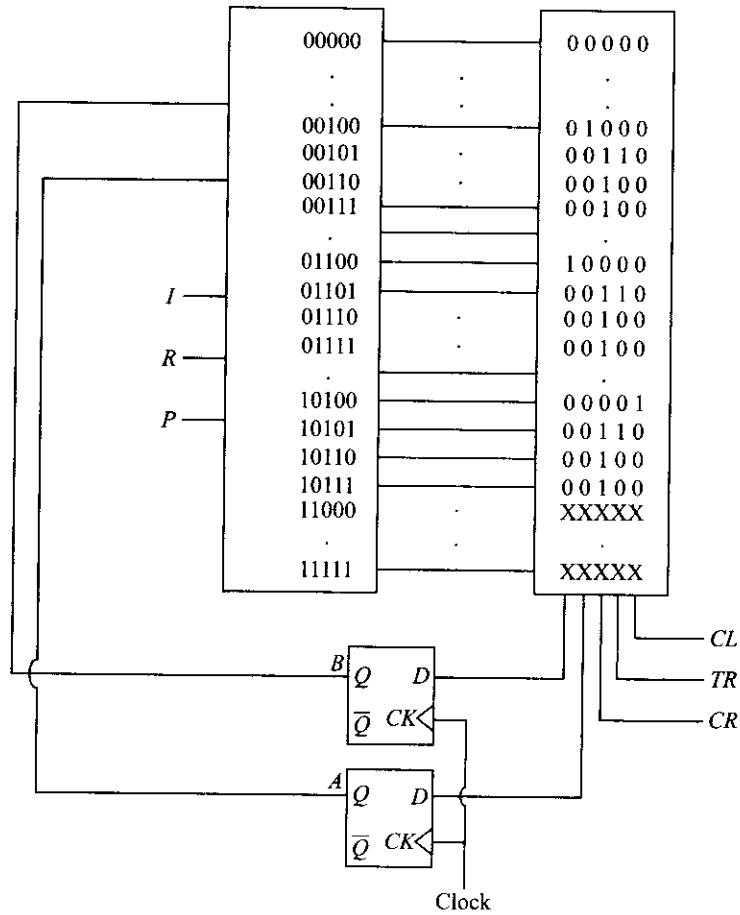 00000 00000
00100 01000
00101 00110
00110 00100
00111 00100
01100 10000
I 01101 00110
01110 00100
R 01111 00100
P 10100 00001
10101 00110
10110 00100
10111 00100
11000 XXXXX
11111 XXXXX
CL
B Q D TR
Q̅ CK CR
A Q D
Q̅ CK
Clock